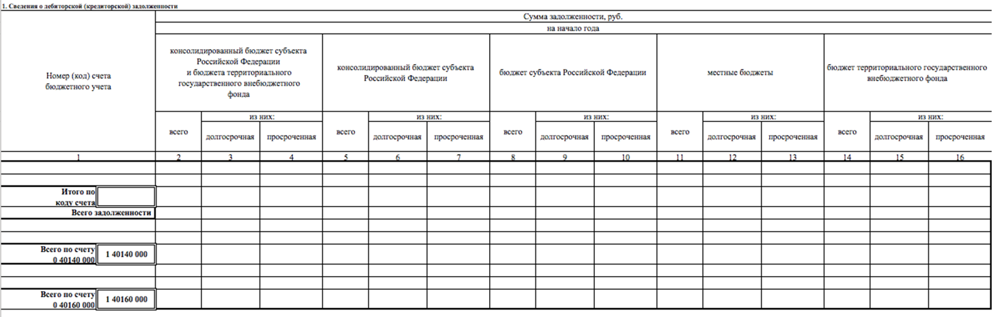 1. Сведения о дебиторской (кредиторской) задолженности
Номер (код) счета
бюджетного учета
Сумма задолженности, руб.
на начало года
консолидированный бюджет субъекта
Российской Федерации
и бюджета территориального
государственного внебюджетного
фонда
консолидированный бюджет субъекта
Российской Федерации
бюджет субъекта Российской Федерации
местные бюджеты
бюджет территориального государственного
внебюджетного фонда
всего
из них:
долгосрочная
просроченная
всего
из них:
долгосрочная
просроченная
всего
из них:
долгосрочная
просроченная
всего
из них:
долгосрочная
просроченная
всего
из них:
долгосрочная
просроченная
1 2 3 4 5 6 7 8 9 10 11 12 13 14 15 16
Итого по
коду счета
Всего задолженности
Всего по счету
0 40140 000
1 40140 000
Всего по счету
0 40160 000
1 40160 000